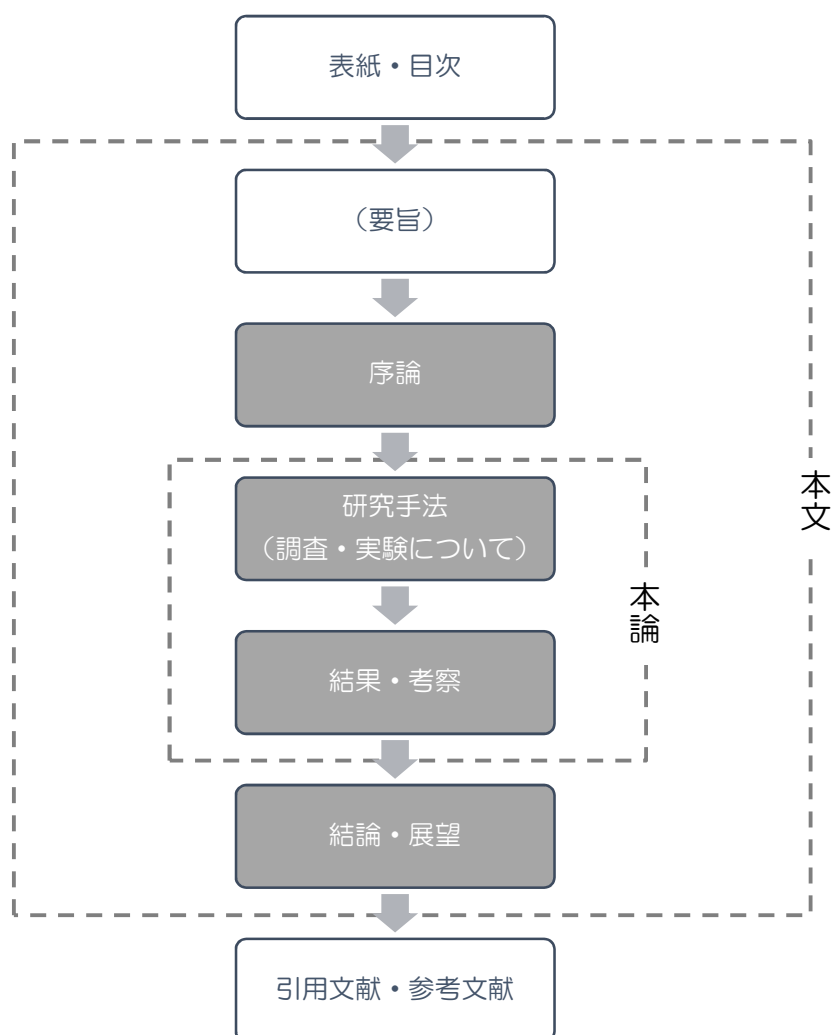 表紙・目次
（要旨）
序論
研究手法
（調査・実験について）
本文
本論
結果・考察
結論・展望
引用文献・参考文献